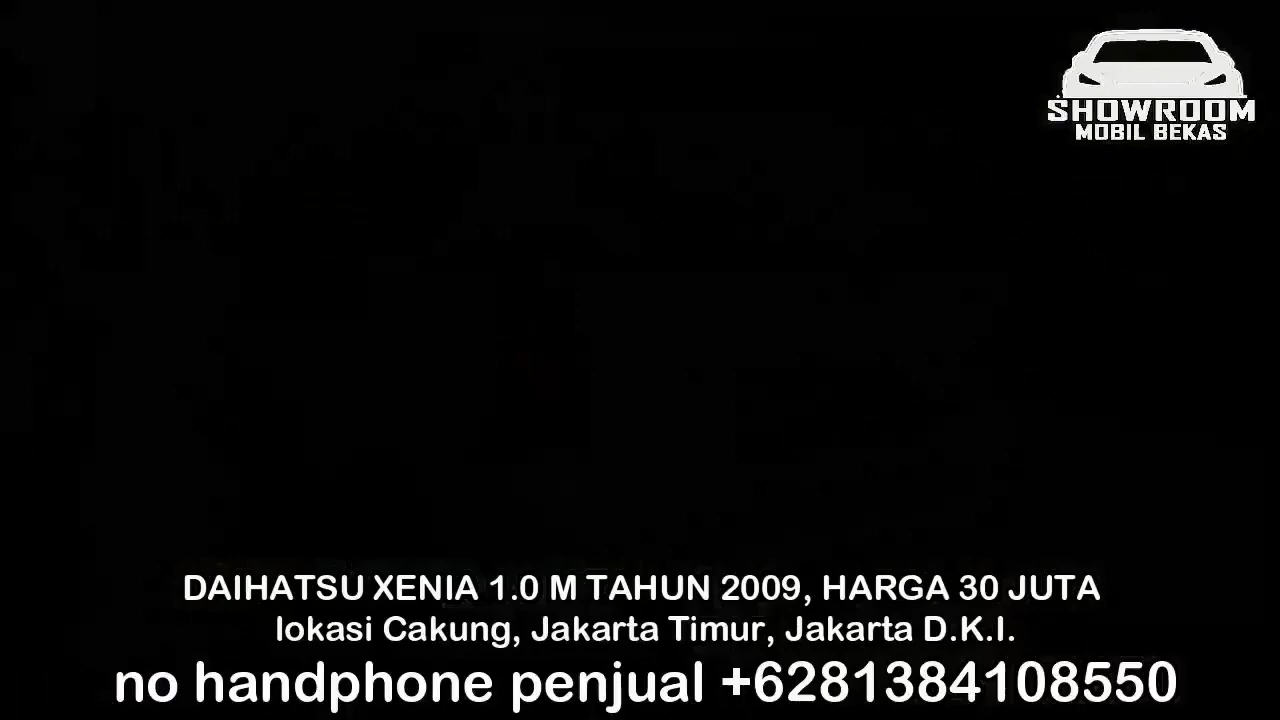 SHOWROOM
MOBIL BEKAS
DAIHATSU XENIA 1.0 M TAHUN 2009, HARGA 30 JUTA
lokasi Cakung, Jakarta Timur, Jakarta D.K.I.
no handphone penjual +6281384108550